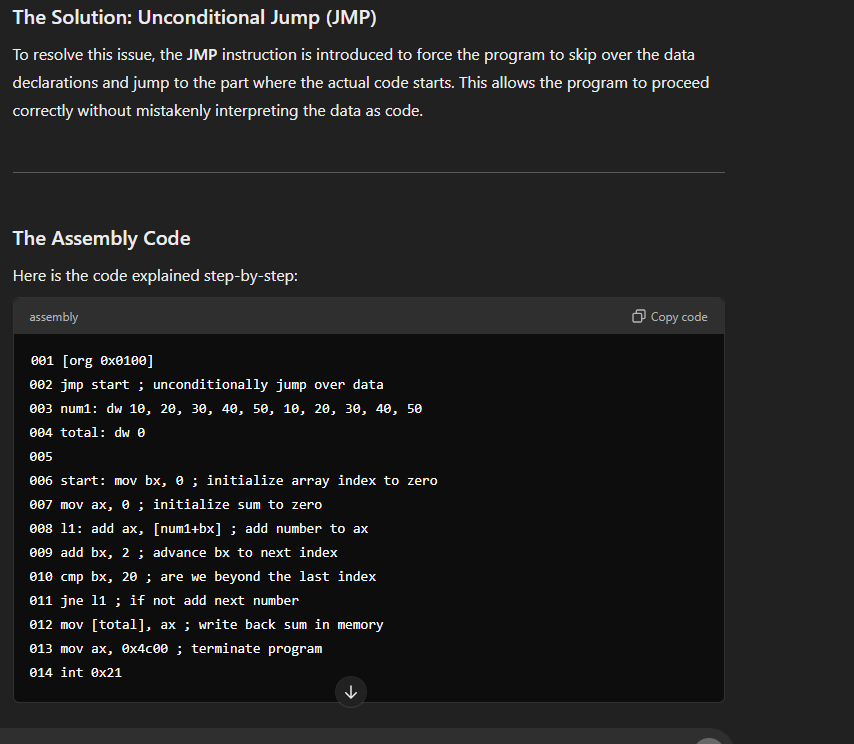 The Solution: Unconditional Jump (JMP)
To resolve this issue, the JMP instruction is introduced to force the program to skip over the data
declarations and jump to the part where the actual code starts. This allows the program to proceed
correctly without mistakenly interpreting the data as code.
The Assembly Code
Here is the code explained step-by-step:
assembly
Copy code
001 [org 0x0100]
002 jmp start ; unconditionally jump over data
003 num1: dw 10, 20, 30, 40, 50, 10, 20, 30, 40, 50
004 total: dw 0
005
006 start: mov bx, 0 ; initialize array index to zero
007 mov ax, 0 ; initialize sum to zero
008 l1: add ax, [num1+bx] ; add number to ax
009 add bx, 2 ; advance bx to next index
010 cmp bx, 20 ; are we beyond the last index
011 jne l1 ; if not add next number
012 mov [total], ax ; write back sum in memory
013 mov ax, 0x4c00 ; terminate program
014 int 0x21